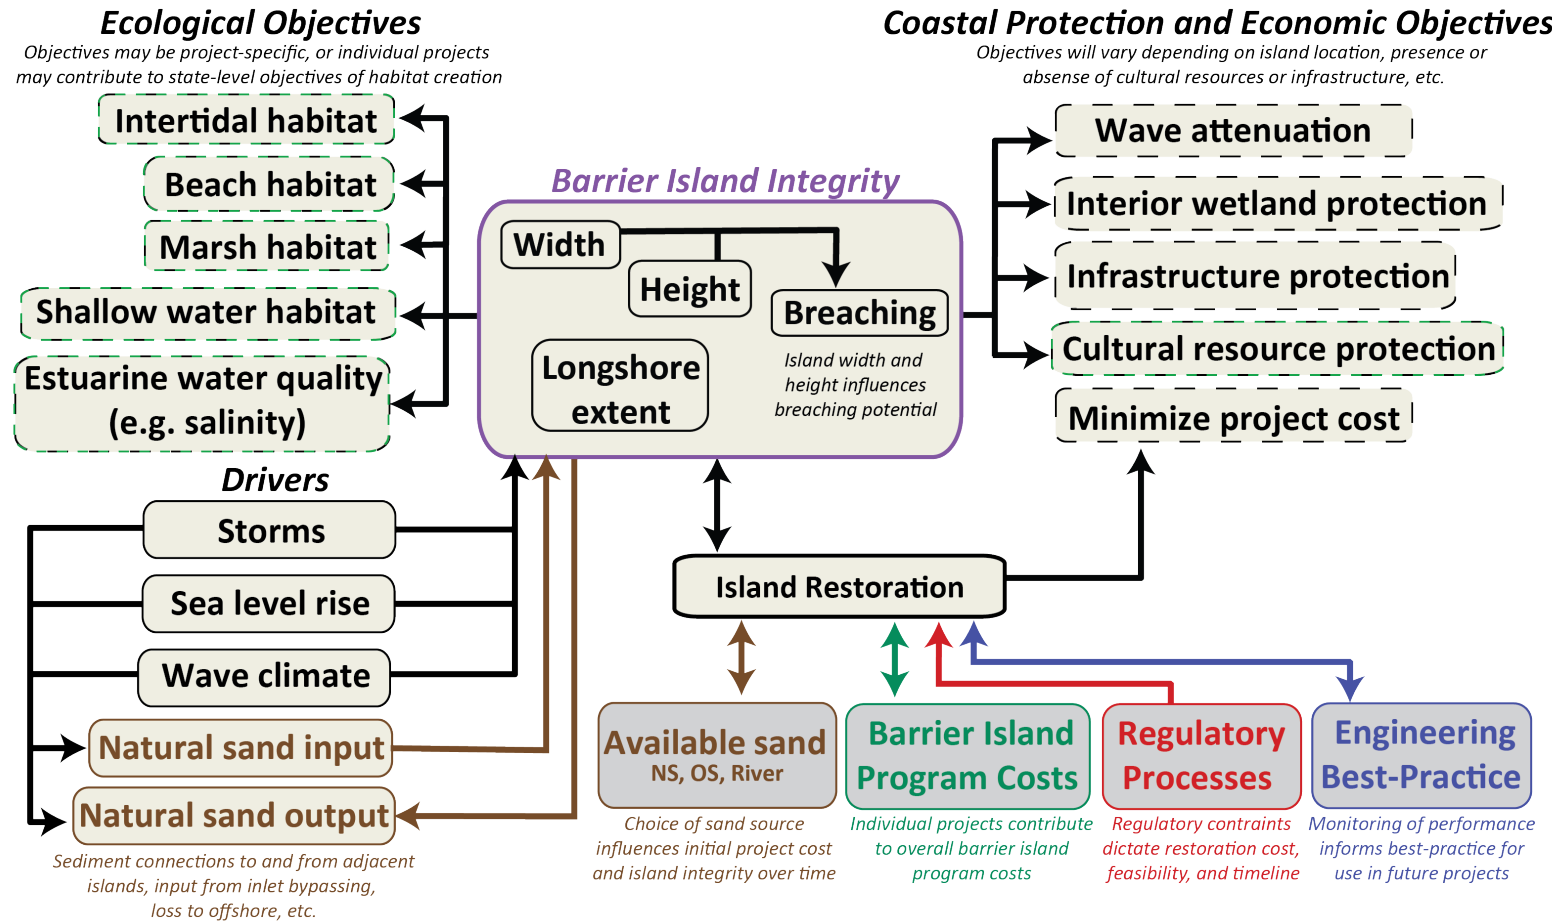 Ecological Objectives
Objectives may be project-specific, or individual projects
may contribute to state-level objectives of habitat creation
Intertidal habitat
Beach habitat
Marsh habitat
Shallow water habitat
Estuarine water quality
(e.g. salinity)
Coastal Protection and Economic Objectives
Objectives will vary depending on island location, presence or
absense of cultural resources or infrastructure, etc.
Wave attenuation
Interior wetland protection
Infrastructure protection
Cultural resource protection
Minimize project cost
Barrier Island Integrity
Width
Height
Breaching
Island width and
height influences
breaching potential
Longshore
extent
Drivers
Storms
Sea level rise
Wave climate
Natural sand input
Natural sand output
Sediment connections to and from adjacent
islands, input from inlet bypassing,
loss to offshore, etc.
Island Restoration
Available sand
NS, OS, River
Choice of sand source
influences initial project cost
and island integrity over time
Barrier Island
Program Costs
Individual projects contribute
to overall barrier island
program costs
Regulatory
Processes
Regulatory contraints
dictate restoration cost,
feasibility, and timeline
Engineering
Best-Practice
Monitoring of performance
informs best-practice for
use in future projects